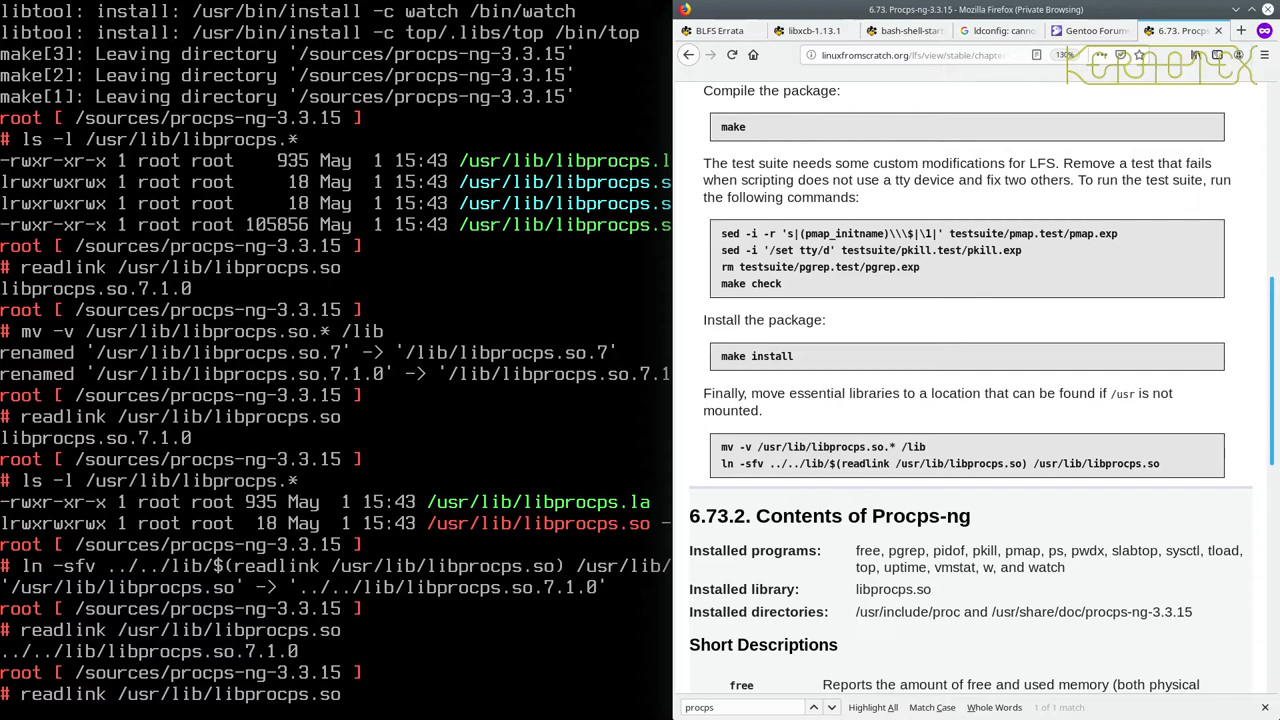 libtool: install: /usr/bin/install -c watch /bin/watch
libtool: install: /usr/bin/install -c top/.libs/top /bin/top
make[3]: Leaving directory '/sources/procps-ng-3.3.15'
make[2]: Leaving directory '/sources/procps-ng-3.3.15'
make[1]: Leaving directory '/sources/procps-ng-3.3.15'
root [ /sources/procps-ng-3.3.15 ]
# ls -l /usr/lib/libprocps.*
-rwxr-xr-x 1 root root    935 May  1 15:43 /usr/lib/libprocps.l
lrwxrwxrwx 1 root root     18 May  1 15:43 /usr/lib/libprocps.s
lrwxrwxrwx 1 root root     18 May  1 15:43 /usr/lib/libprocps.s
-rwxr-xr-x 1 root root 105856 May  1 15:43 /usr/lib/libprocps.s
root [ /sources/procps-ng-3.3.15 ]
# readlink /usr/lib/libprocps.so
libprocps.so.7.1.0
root [ /sources/procps-ng-3.3.15 ]
# mv -v /usr/lib/libprocps.so.* /lib
renamed '/usr/lib/libprocps.so.7' -> '/lib/libprocps.so.7'
renamed '/usr/lib/libprocps.so.7.1.0' -> '/lib/libprocps.so.7.1
root [ /sources/procps-ng-3.3.15 ]
# readlink /usr/lib/libprocps.so
libprocps.so.7.1.0
root [ /sources/procps-ng-3.3.15 ]
# ls -l /usr/lib/libprocps.*
-rwxr-xr-x 1 root root 935 May  1 15:43 /usr/lib/libprocps.la
lrwxrwxrwx 1 root root  18 May  1 15:43 /usr/lib/libprocps.so -
root [ /sources/procps-ng-3.3.15 ]
# ln -sfv ../../lib/$(readlink /usr/lib/libprocps.so) /usr/lib/
'/usr/lib/libprocps.so' -> '../../lib/libprocps.so.7.1.0'
root [ /sources/procps-ng-3.3.15 ]
# readlink /usr/lib/libprocps.so
../../lib/libprocps.so.7.1.0
root [ /sources/procps-ng-3.3.15 ]
# readlink /usr/lib/libprocps.so
6.73. Procps-ng-3.3.15 - Mozilla Firefox (Private Browsing)
BLFS Errata
libxcb-1.13.1
bash-shell-star
ldconfig: canno
Gentoo Forums
6.73. Procps
linuxfromscratch.org/lfs/view/stable/chapter
130%
Compile the package:
make
The test suite needs some custom modifications for LFS. Remove a test that fails
when scripting does not use a tty device and fix two others. To run the test suite, run
the following commands:
sed -i -r 's|(pmap_initname)\\\$|\1|' testsuite/pmap.test/pmap.exp
sed -i '/set tty/d' testsuite/pkill.test/pkill.exp
rm testsuite/pgrep.test/pgrep.exp
make check
Install the package:
make install
Finally, move essential libraries to a location that can be found if /usr is not
mounted.
mv -v /usr/lib/libprocps.so.* /lib
ln -sfv ../../lib/$(readlink /usr/lib/libprocps.so) /usr/lib/libprocps.so
6.73.2. Contents of Procps-ng
Installed programs: free, pgrep, pidof, pkill, pmap, ps, pwdx, slabtop, sysctl, tload,
top, uptime, vmstat, w, and watch
Installed library: libprocps.so
Installed directories: /usr/include/proc and /usr/share/doc/procps-ng-3.3.15
Short Descriptions
free Reports the amount of free and used memory (both physical
procps
Highlight All
Match Case
Whole Words
1 of 1 match